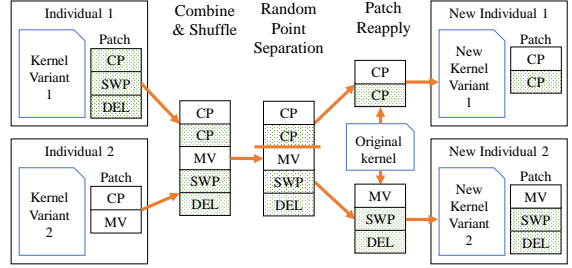 Individual 1
Patch
Kernel
Variant
1
CP
SWP
DEL
Individual 2
Patch
Kernel
Variant
2
CP
MV
Combine
& Shuffle
CP
CP
MV
SWP
DEL
Random
Point
Separation
CP
CP
MV
SWP
DEL
Patch
Reapply
CP
CP
Original
kernel
MV
SWP
DEL
New Individual 1
Patch
New
Kernel
Variant
1
CP
CP
New Individual 2
Patch
New
Kernel
Variant
2
MV
SWP
DEL